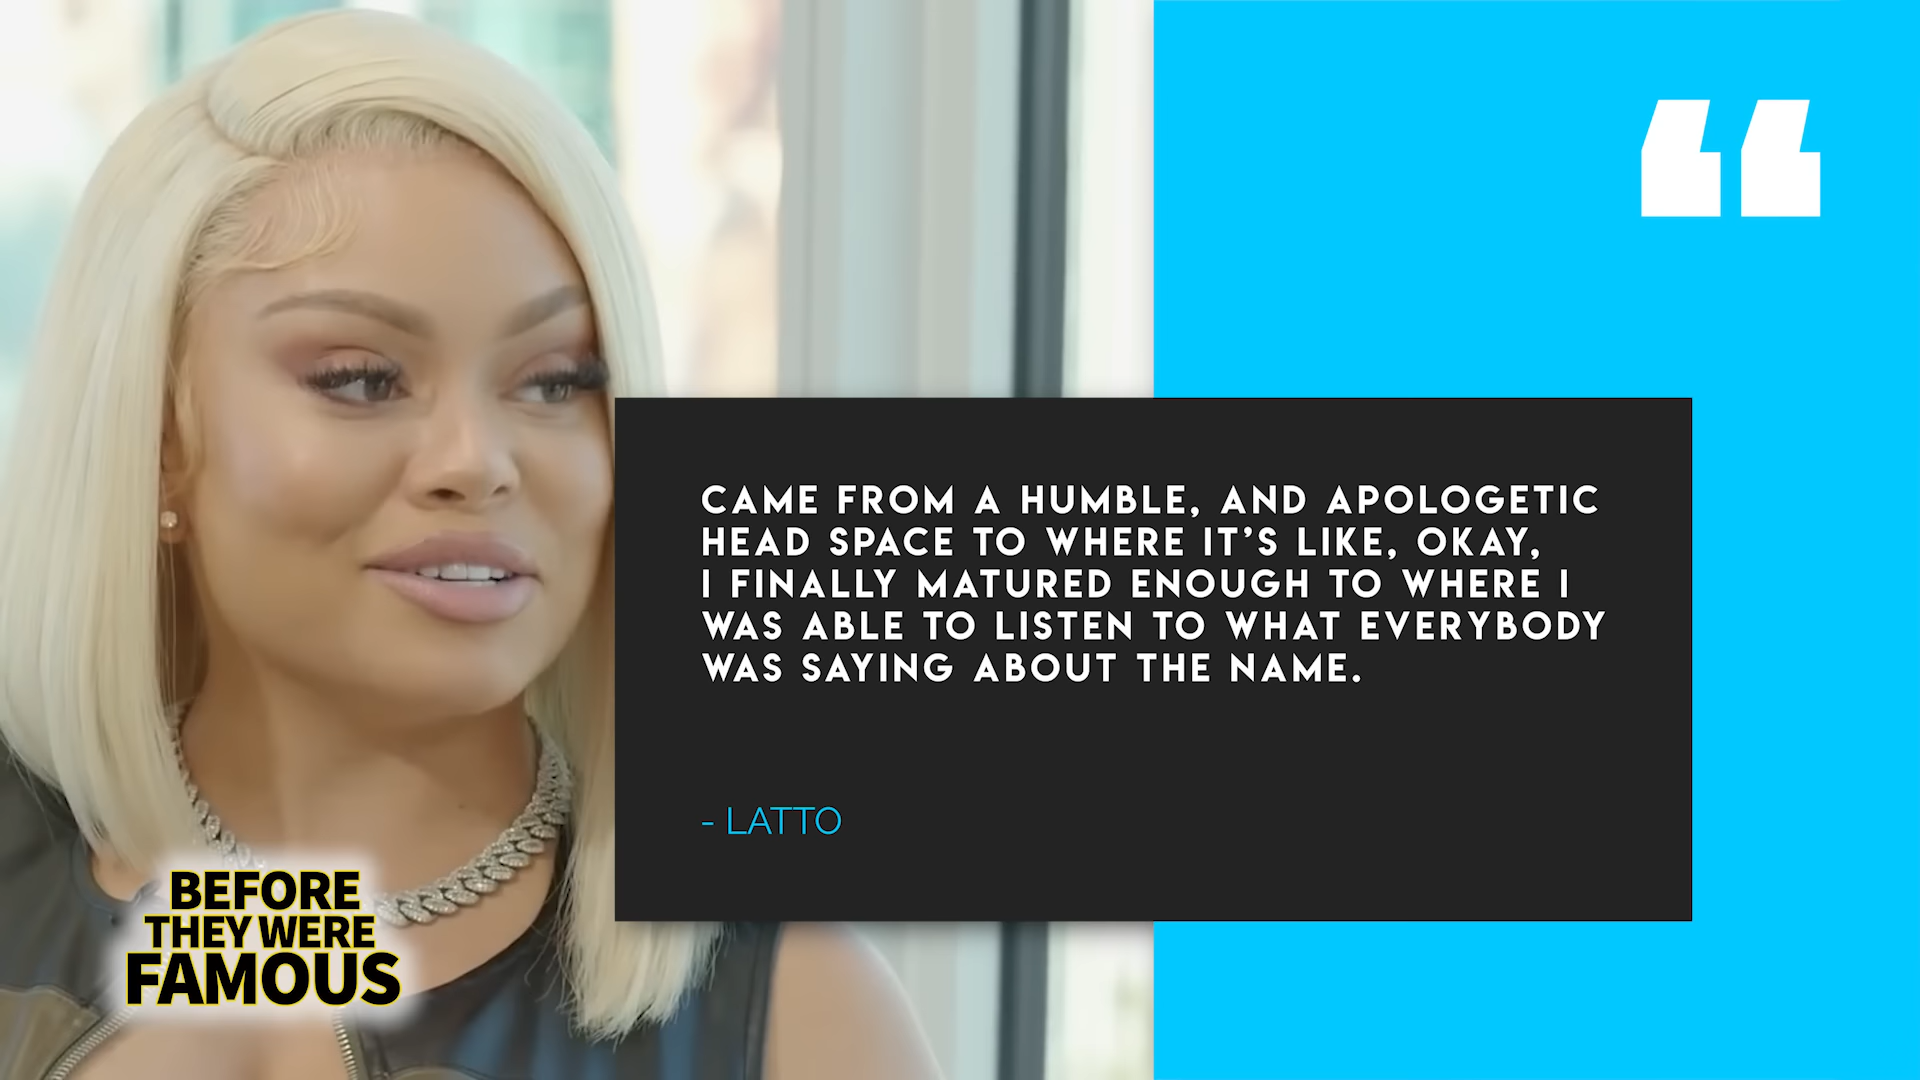 “
CAME FROM A HUMBLE, AND APOLOGETIC
HEAD SPACE TO WHERE IT’S LIKE, OKAY,
I FINALLY MATURED ENOUGH TO WHERE I
WAS ABLE TO LISTEN TO WHAT EVERYBODY
WAS SAYING ABOUT THE NAME.
- LATTO
BEFORE
THEY WERE
FAMOUS